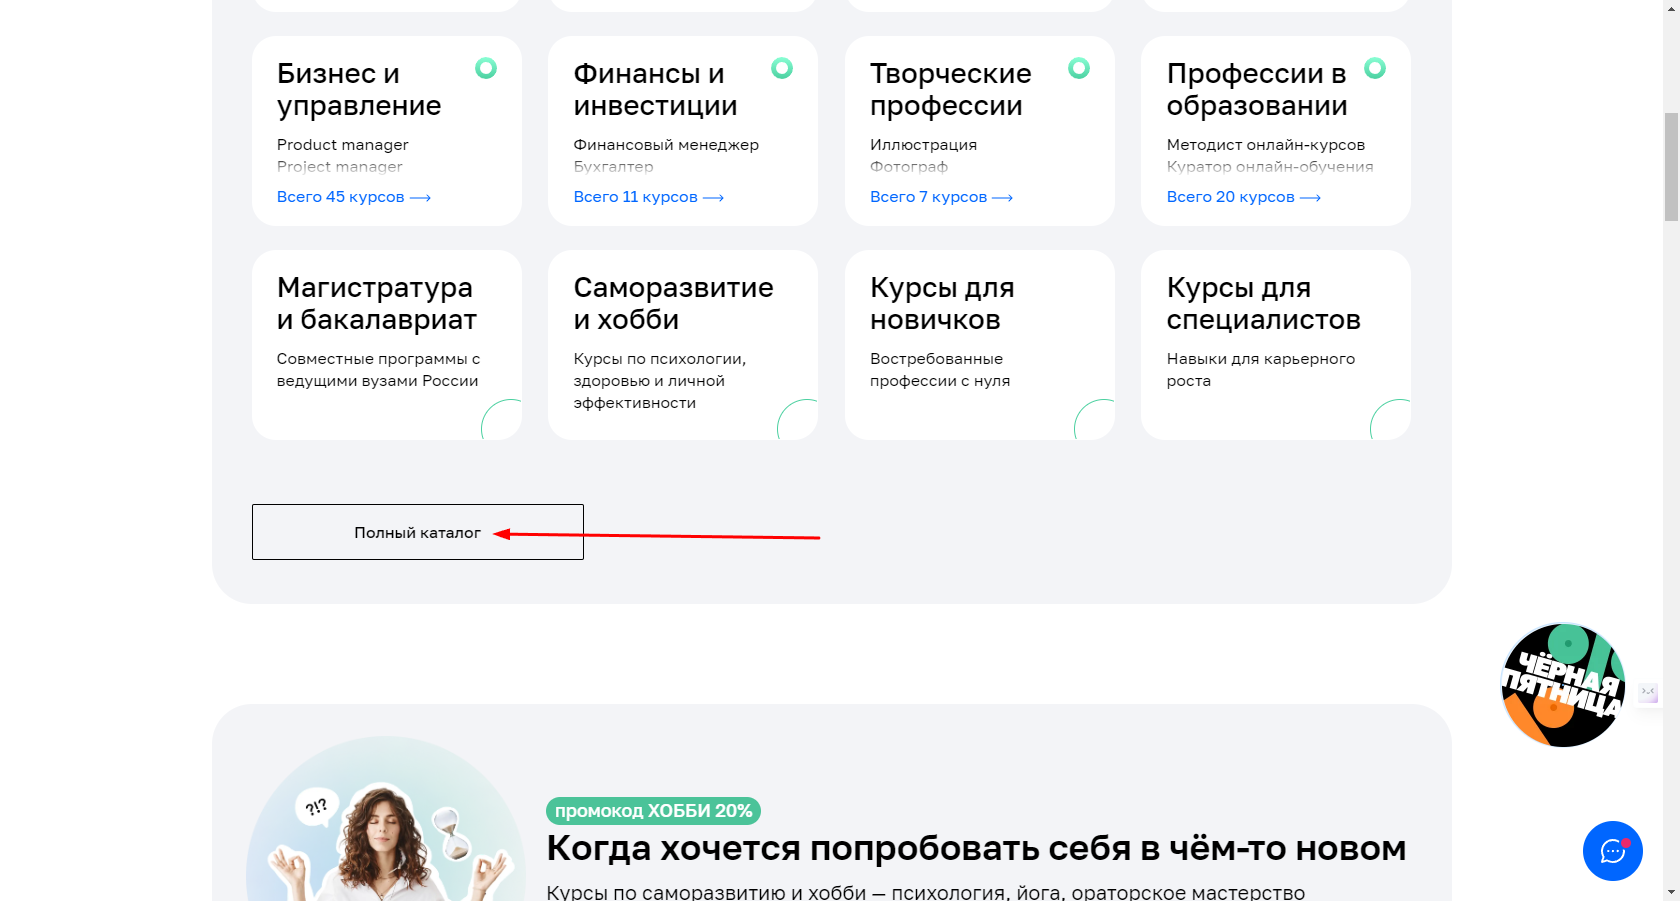 Бизнес и
управление
Product manager
Project manager
Всего 45 курсов
Финансы и
инвестиции
Финансовый менеджер
Бухгалтер
Всего 11 курсов
Творческие
профессии
Иллюстрация
Фотограф
Всего 7 курсов
Профессии в
образовании
Методист онлайн-курсов
Куратор онлайн-обучения
Всего 20 курсов
Магистратура
и бакалавриат
Совместные программы с
ведущими вузами России
Саморазвитие
и хобби
Курсы по психологии,
здоровью и личной
эффективности
Курсы для
новичков
Востребованные
профессии с нуля
Курсы для
специалистов
Навыки для карьерного
роста
Полный каталог
ЧЁРНАЯ
ПЯТНИЦА
?!?
промокод ХОББИ 20%
Когда хочется попробовать себя в чём-то новом
Курсы по саморазвитию и хобби — психология, йога, ораторское мастерство